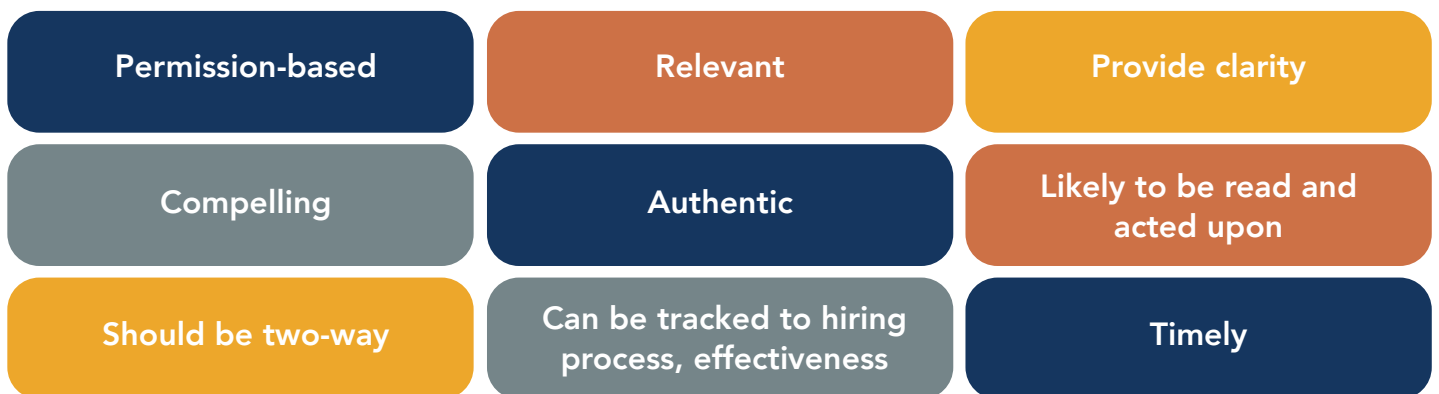 Permission-based
Relevant
Provide clarity
Compelling
Authentic
Likely to be read and
acted upon
Should be two-way
Can be tracked to hiring
process, effectiveness
Timely